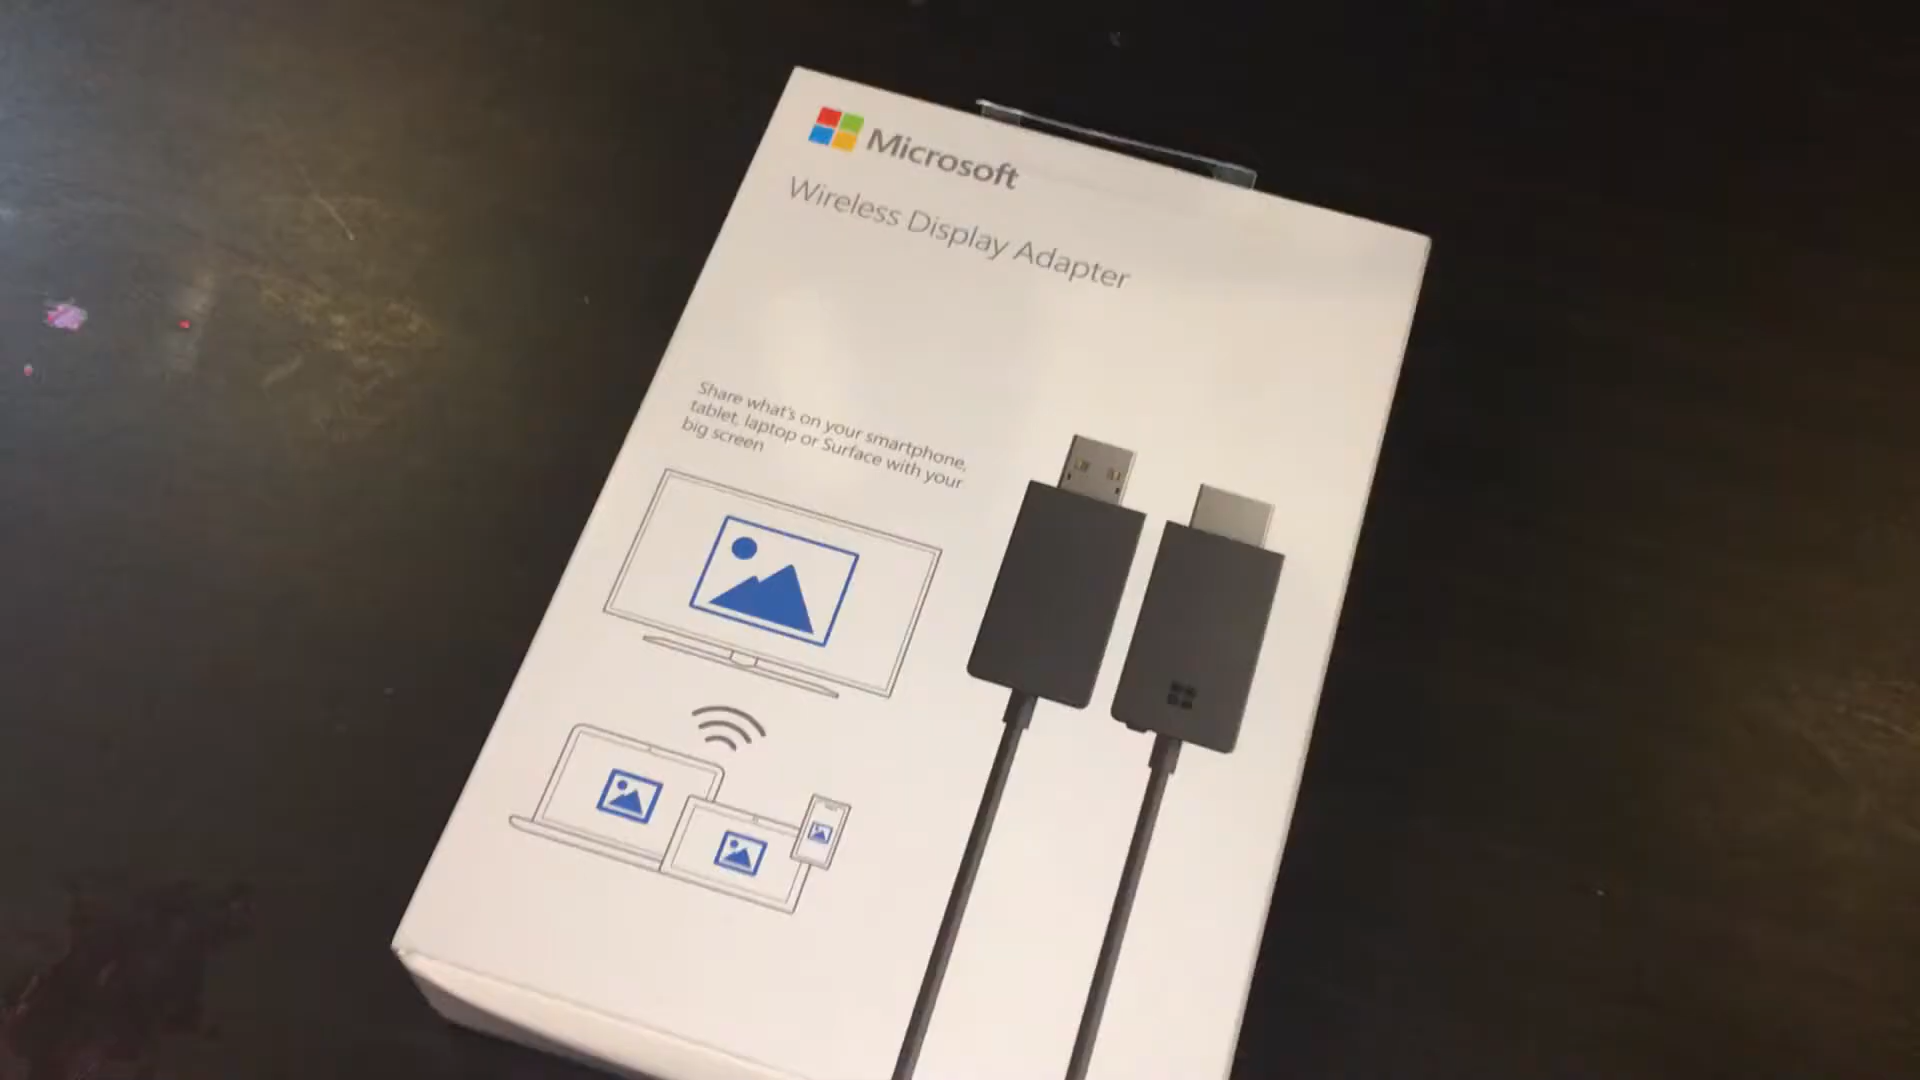 Microsoft
Wireless Display Adapter
Share what's on your smartphone,
tablet, laptop or Surface with your
big screen